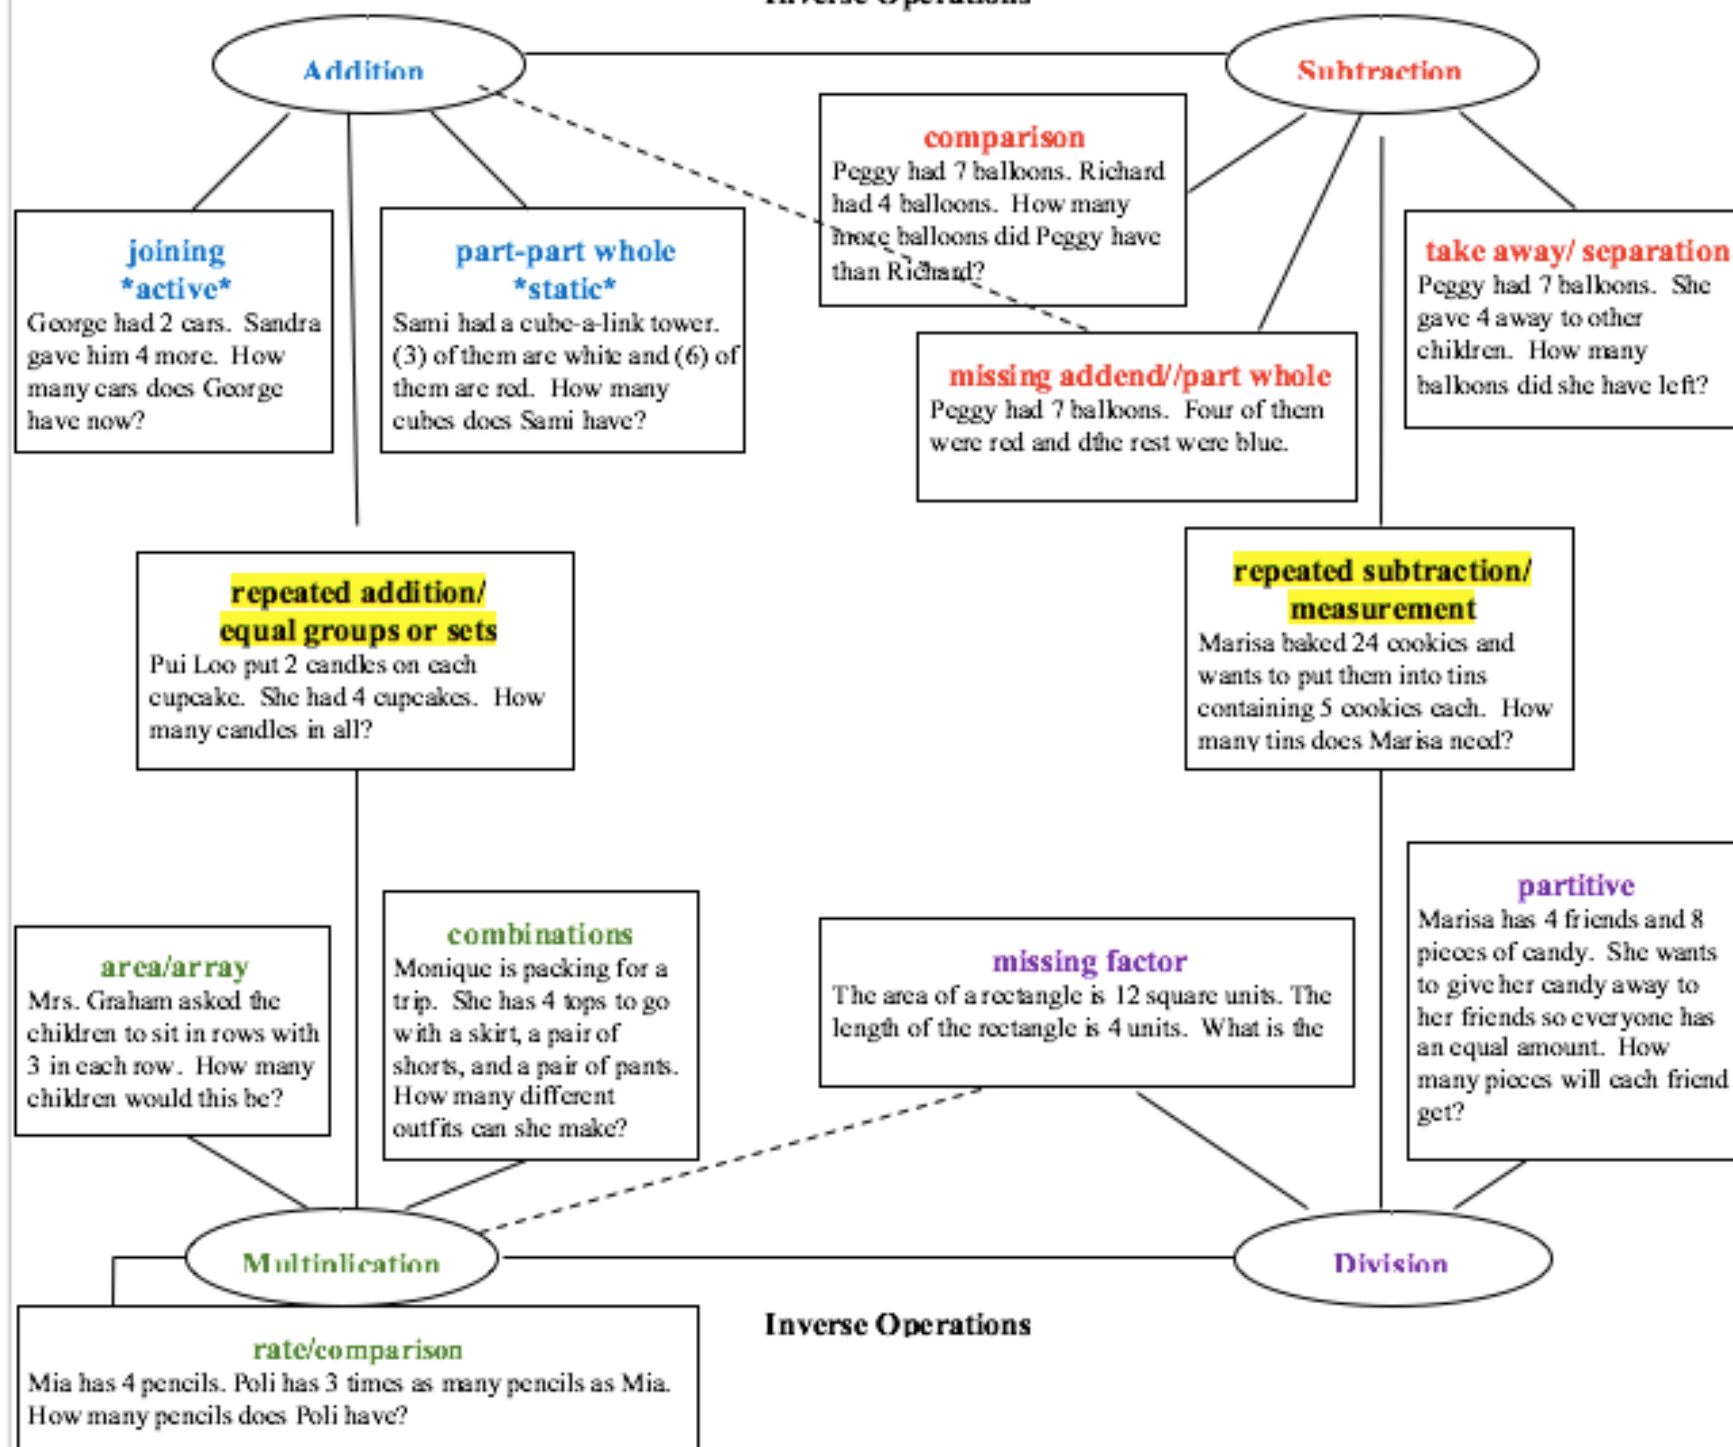 Inverse Operations
Addition
Subtraction
comparison
Peggy had 7 balloons. Richard
had 4 balloons.  How many
more balloons did Peggy have
than Richard?
joining
*active*
George had 2 cars.  Sandra
gave him 4 more.  How
many cars does George
have now?
part-part whole
*static*
Sami had a cube-a-link tower.
(3) of them are white and (6) of
them are red.  How many
cubes does Sami have?
take away/ separation
Peggy had 7 balloons.  She
gave 4 away to other
children.  How many
balloons did she have left?
missing addend//part whole
Peggy had 7 balloons.  Four of them
were red and dthe rest were blue.
repeated addition/
equal groups or sets
Pui Loo put 2 candles on each
cupcake.  She had 4 cupcakes.  How
many candles in all?
repeated subtraction/
measurement
Marisa baked 24 cookies and
wants to put them into tins
containing 5 cookies each.  How
many tins does Marisa need?
area/array
Mrs. Graham asked the
children to sit in rows with
3 in each row.  How many
children would this be?
combinations
Monique is packing for a
trip.  She has 4 tops to go
with a skirt, a pair of
shorts, and a pair of pants.
How many different
outfits can she make?
missing factor
The area of a rectangle is 12 square units. The
length of the rectangle is 4 units.  What is the
partitive
Marisa has 4 friends and 8
pieces of candy.  She wants
to give her candy away to
her friends so everyone has
an equal amount.  How
many pieces will each friend
get?
Multiplication
Division
Inverse Operations
rate/comparison
Mia has 4 pencils. Poli has 3 times as many pencils as Mia.
How many pencils does Poli have?